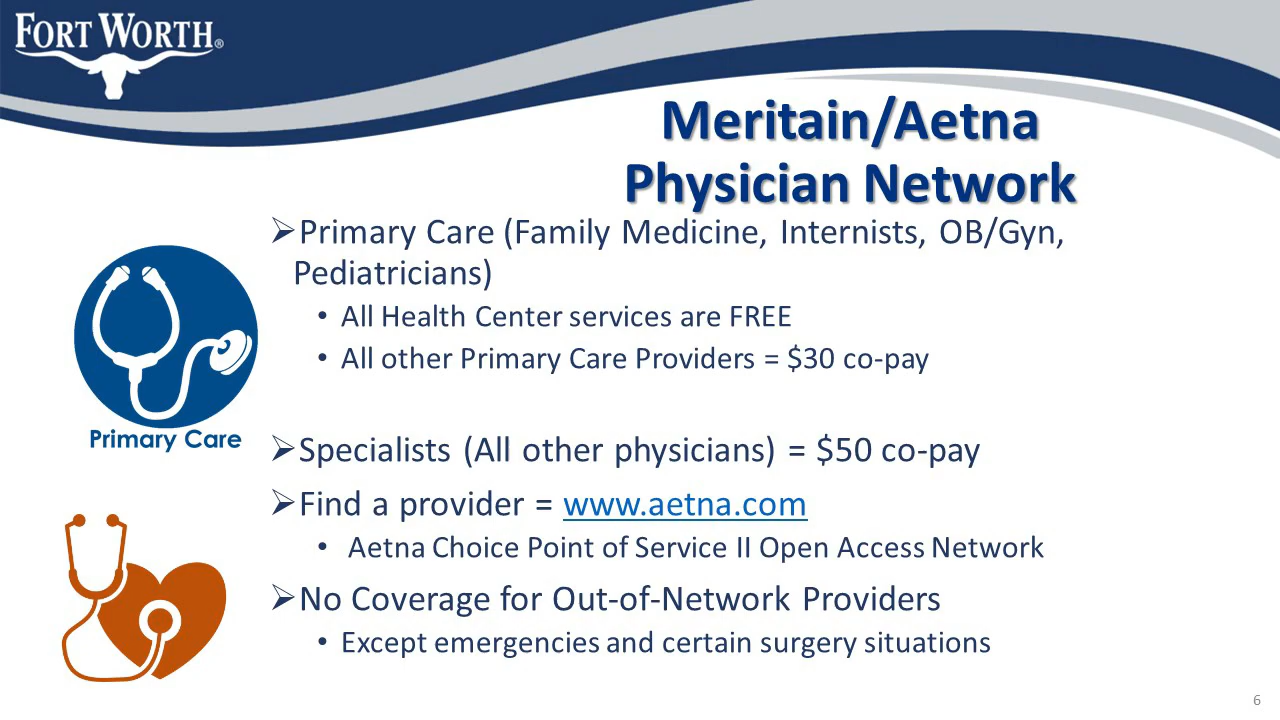 FORT WORTH®
Meritain/Aetna
Physician Network
➢Primary Care (Family Medicine, Internists, OB/Gyn,
Pediatricians)
• All Health Center services are FREE
• All other Primary Care Providers = $30 co-pay
Primary Care
➢Specialists (All other physicians) = $50 co-pay
➢Find a provider = www.aetna.com
• Aetna Choice Point of Service II Open Access Network
➢No Coverage for Out-of-Network Providers
• Except emergencies and certain surgery situations
6